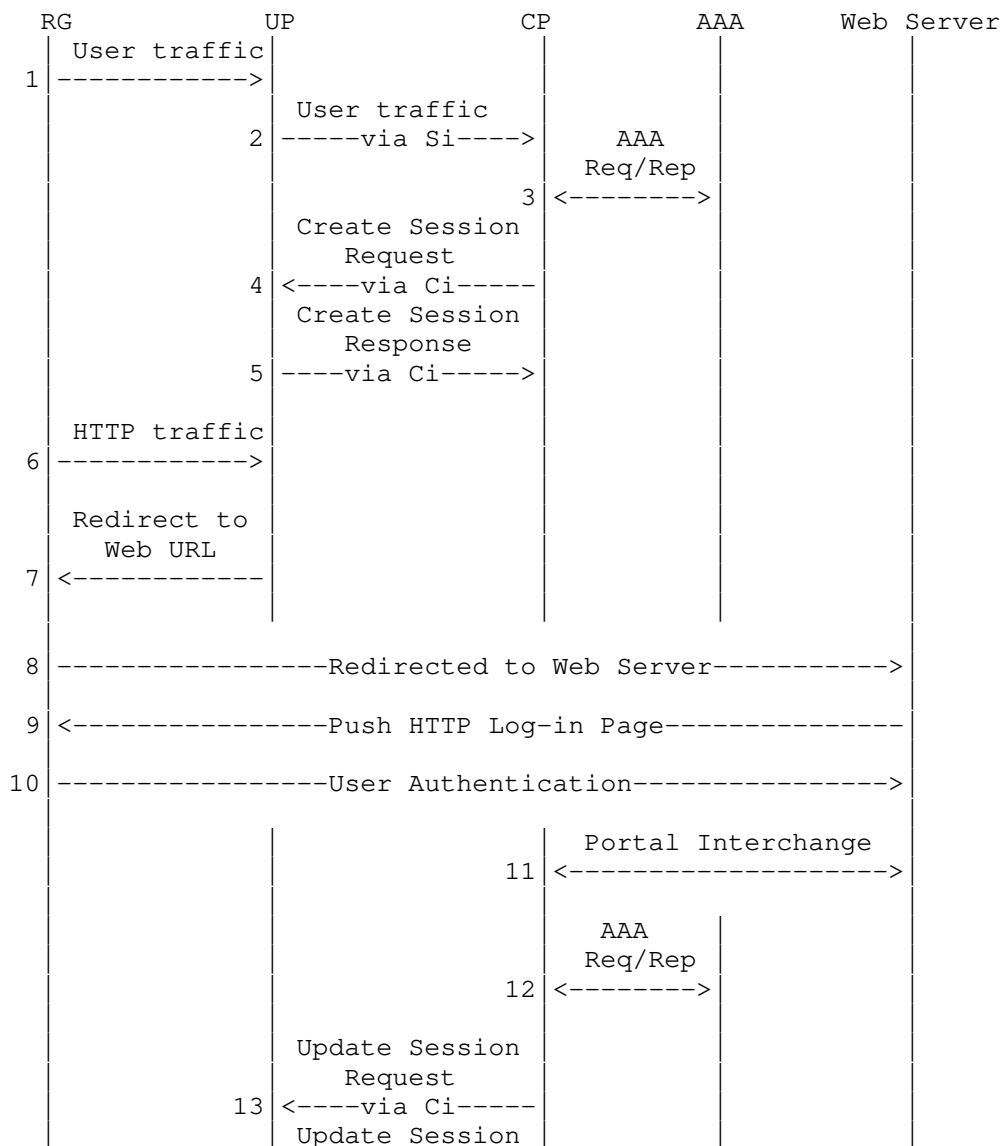 RG UP CP AAA Web Server
User traffic
1 ------------>
User traffic
2 -----via Si----> AAA
Req/Rep
3 <-------->
Create Session
Request
4 <----via Ci-----
Create Session
Response
5 ----via Ci----->
HTTP traffic
6 ------------>
Redirect to
Web URL
7 <------------
8 -----------------Redirected to Web Server----------->
9 <----------------Push HTTP Log-in Page---------------
10 -----------------User Authentication---------------->
Portal Interchange
11 <-------------------->
AAA
Req/Rep
12 <-------->
Update Session
Request
13 <----via Ci-----
Update Session